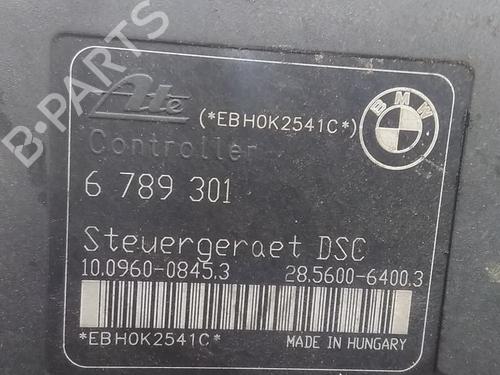 Ate (*EBH0K2541C*) BMW
Controller
6 789 301
Steuergeraet DSC
10.0960-0845.3 28.5600-6400.3
*EBH0K2541C* MADE IN HUNGARY
B-PARTS